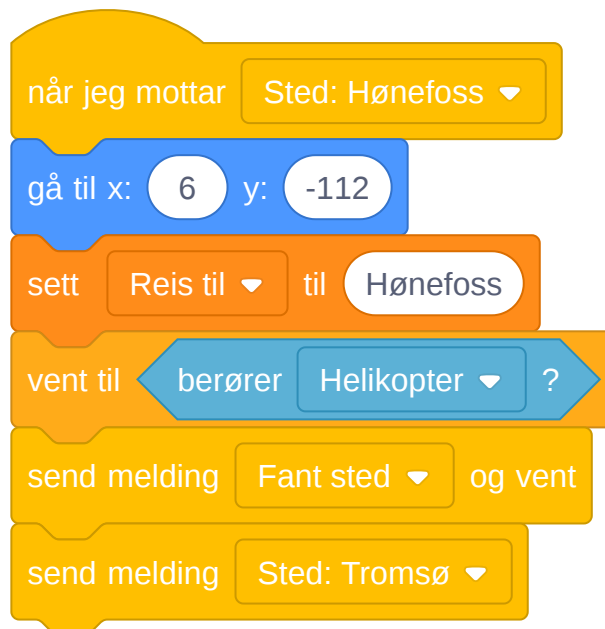 når jeg mottar Sted: Hønefoss
gå til x: 6 y: -112
sett Reis til til Hønefoss
vent til berører Helikopter ?
send melding Fant sted og vent
send melding Sted: Tromsø